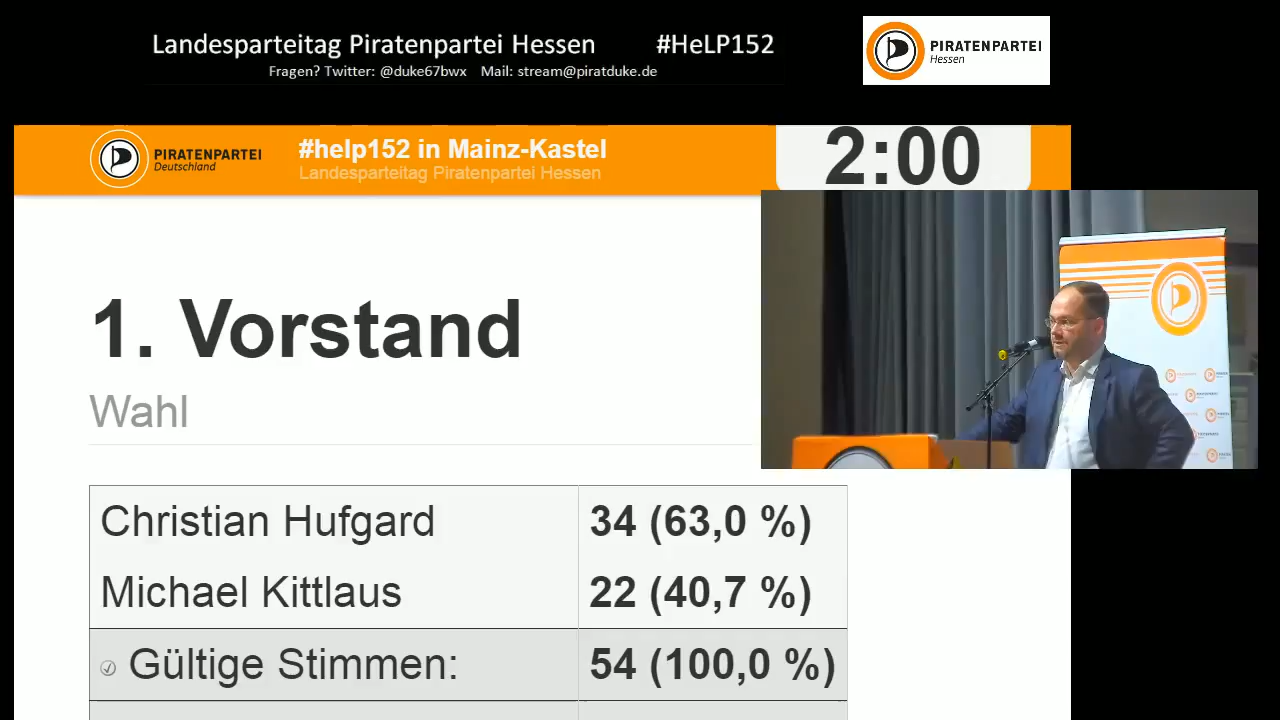 Landesparteitag Piratenpartei Hessen #HeLP152
Fragen? Twitter: @duke67bwx Mail: stream@piratduke.de
PIRATENPARTEI
Hessen
PIRATENPARTEI
Deutschland
#help152 in Mainz-Kastel
Landesparteitag Piratenpartei Hessen
2:00
1. Vorstand
Wahl
Christian Hufgard 34 (63,0 %)
Michael Kittlaus 22 (40,7 %)
Gültige Stimmen: 54 (100,0 %)